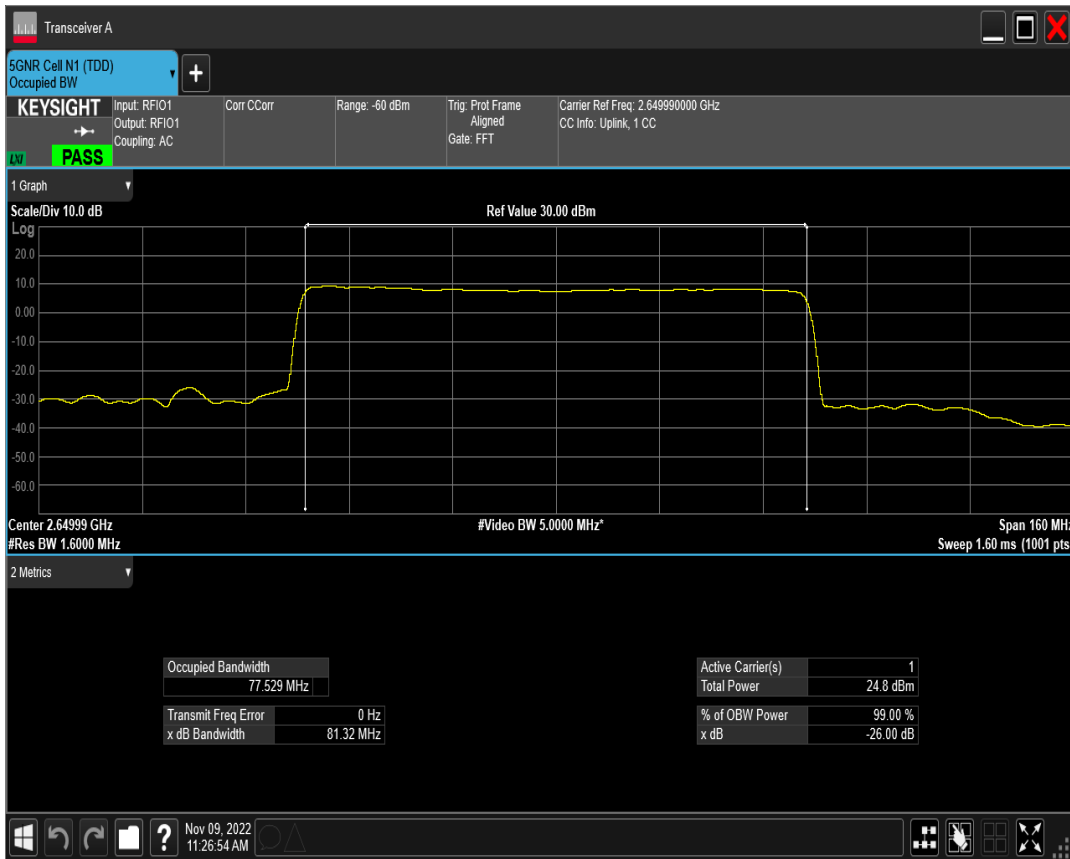 Transceiver A
5GNR Cell N1 (TDD)
Occupied BW
+
KEYSIGHT
LXI
PASS
Input: RFIO1
Output: RFIO1
Coupling: AC
Corr CCorr
Range: -60 dBm
Trig: Prot Frame
Aligned
Gate: FFT
Carrier Ref Freq: 2.649990000 GHz
CC Info: Uplink, 1 CC
1 Graph
Scale/Div 10.0 dB
Ref Value 30.00 dBm
Log
20.0
10.0
0.00
-10.0
-20.0
-30.0
-40.0
-50.0
-60.0
Center 2.64999 GHz
#Video BW 5.0000 MHz*
Span 160 MHz
#Res BW 1.6000 MHz
Sweep 1.60 ms (1001 pts
2 Metrics
Occupied Bandwidth
77.529 MHz
Active Carrier(s) 1
Total Power 24.8 dBm
Transmit Freq Error 0 Hz
x dB Bandwidth 81.32 MHz
% of OBW Power 99.00 %
x dB -26.00 dB
?
Nov 09, 2022
11:26:54 AM